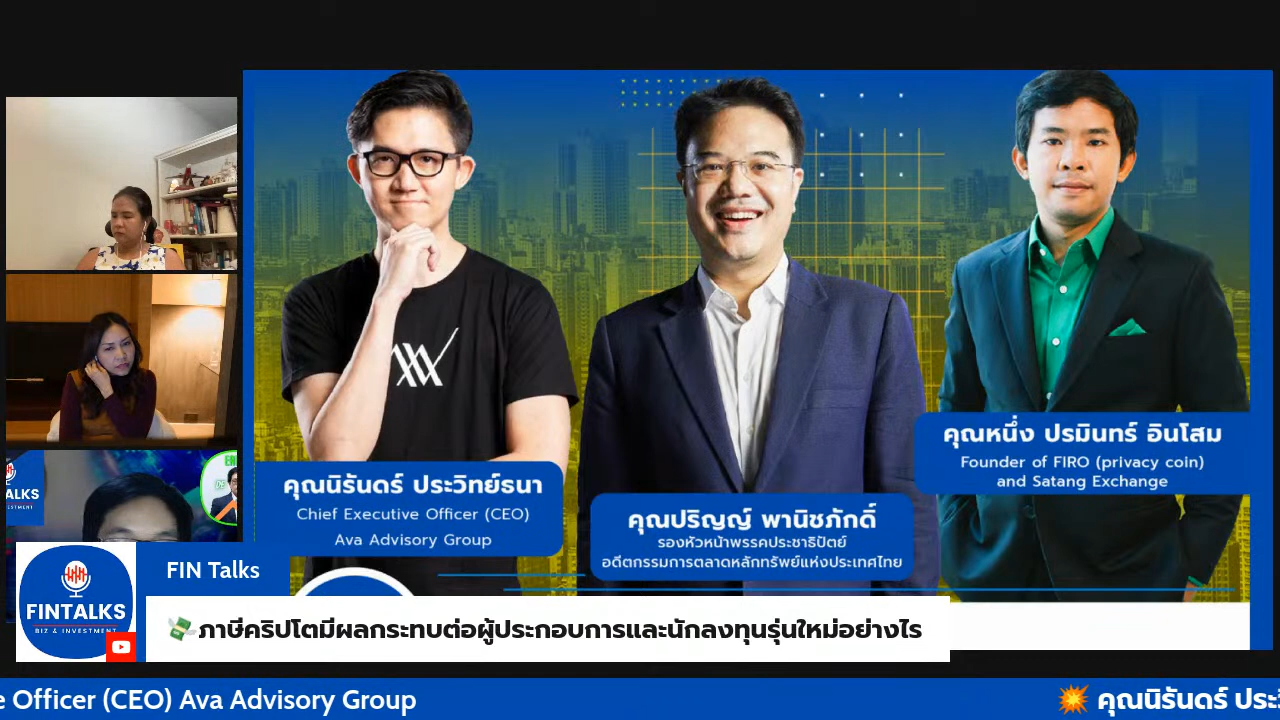 คุณนิรันดร์ ประวิทย์ธนา
Chief Executive Officer (CEO)
Ava Advisory Group
คุณปริญญ์ พานิชภักดิ์
รองหัวหน้าพรรคประชาธิปัตย์
อดีตกรรมการตลาดหลักทรัพย์แห่งประเทศไทย
คุณหนึ่ง ปรมินทร์ อินโสม
Founder of FIRO (privacy coin)
and Satang Exchange
TALKS
FIN Talks
FINTALKS
BIZ & INVESTMENT
💸ภาษีคริปโตมีผลกระทบต่อผู้ประกอบการและนักลงทุนรุ่นใหม่อย่างไร
e Officer (CEO) Ava Advisory Group
💥 คุณนิรันดร์ ประวิ